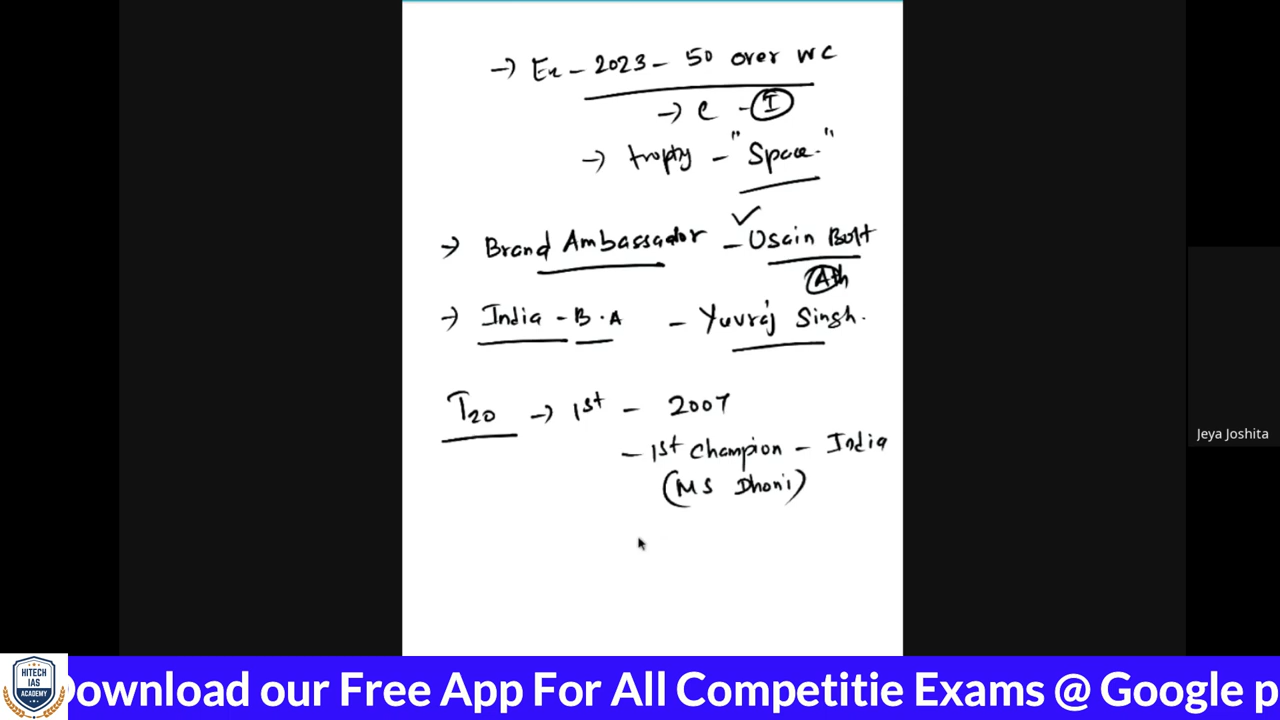 → Ex - 2023 - 50 over WC
→ C - I
→ trophy - "Space."
→ Brand Ambassador - Usain Bolt
Ath
→ India - B.A - Yuvraj Singh.
T20 → 1st - 2007
- 1st Champion - India
(MS Dhoni)
Jeya Joshita
HITECH
IAS
ACADEMY
Download our Free App For All Competitie Exams @ Google p